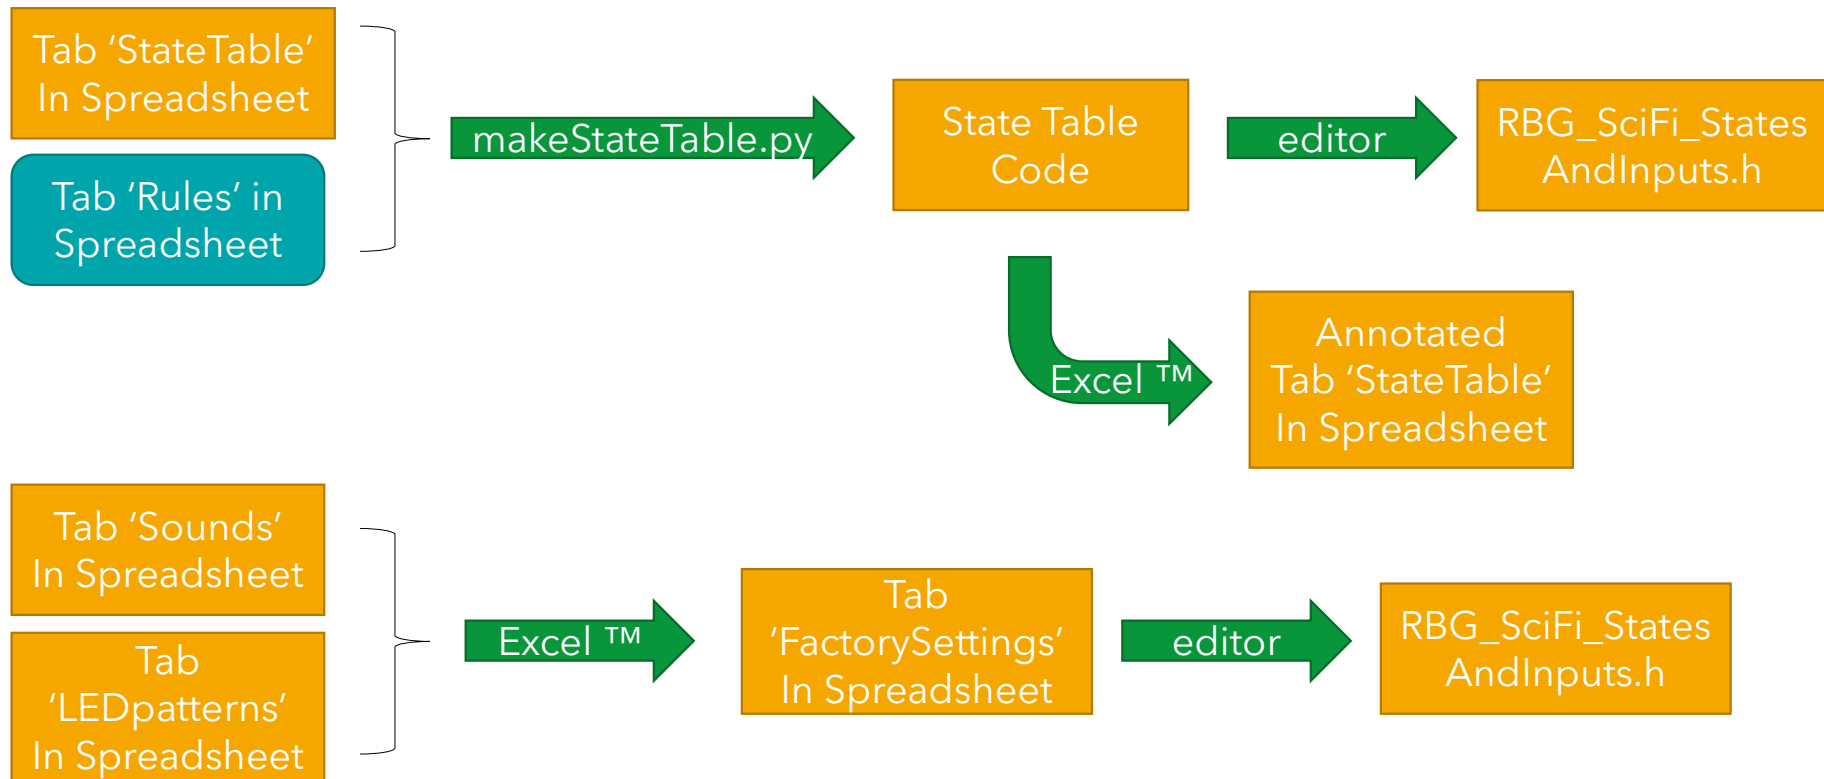 Tab ‘StateTable’
In Spreadsheet
Tab ‘Rules’ in
Spreadsheet
makeStateTable.py
State Table
Code
editor
RBG_SciFi_States
AndInputs.h
Excel ™
Annotated
Tab ‘StateTable’
In Spreadsheet
Tab ‘Sounds’
In Spreadsheet
Tab
‘LEDpatterns’
In Spreadsheet
Excel ™
Tab
‘FactorySettings’
In Spreadsheet
editor
RBG_SciFi_States
AndInputs.h